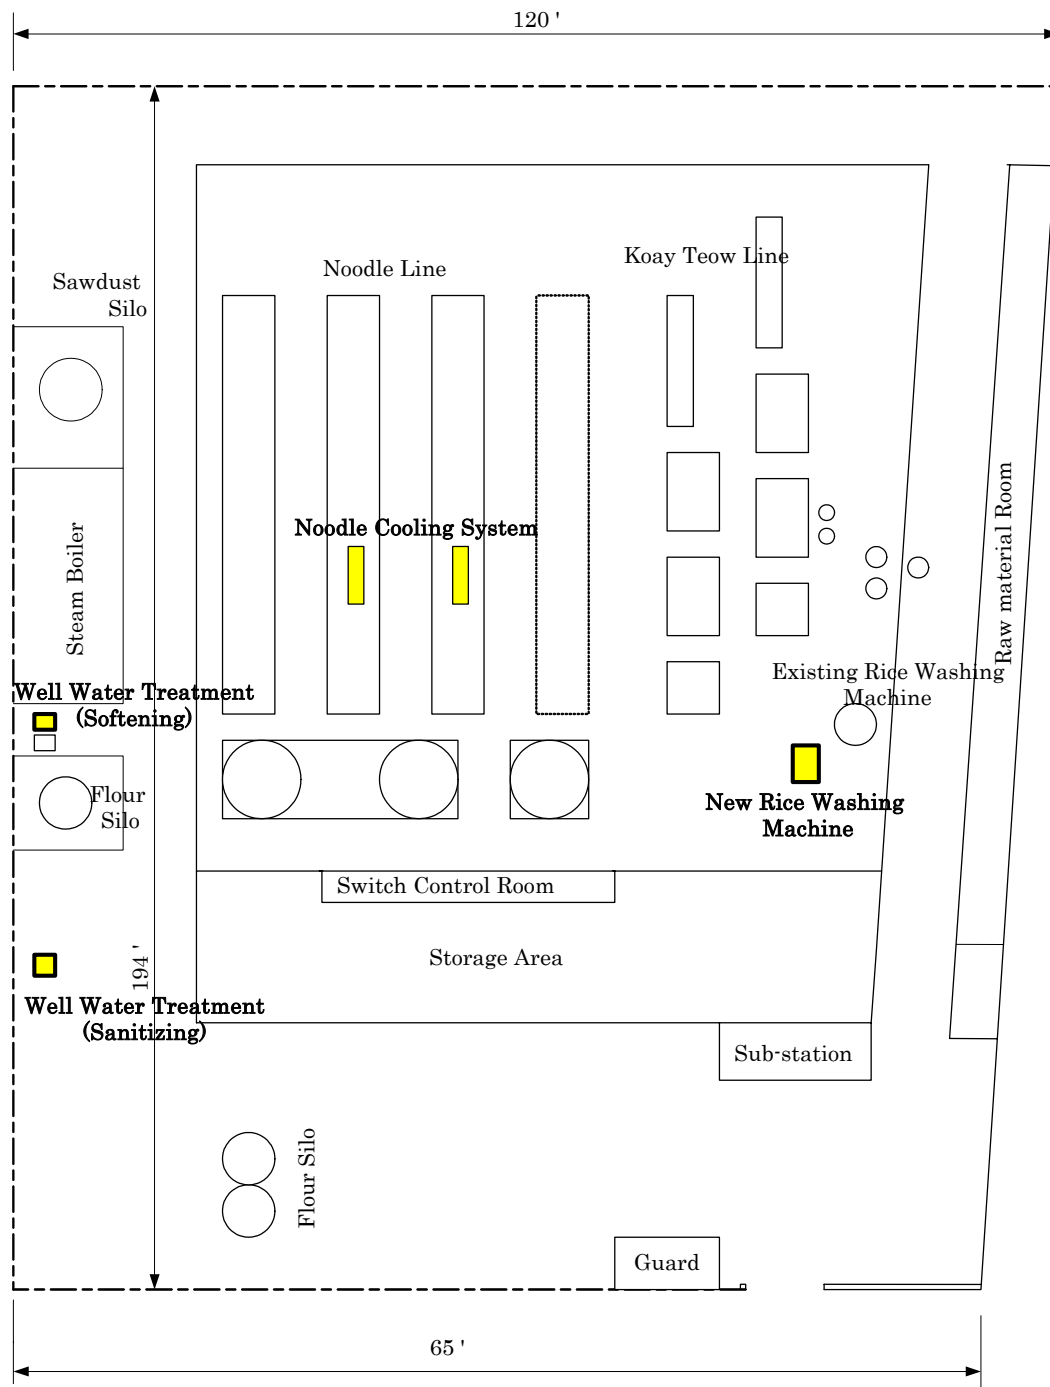 120 '
Koay Teow Line
Noodle Line
Sawdust
Silo
Noodle Cooling System
Steam Boiler
Raw material Room
Existing Rice Washing
Machine
Well Water Treatment
(Softening)
Flour
Silo
New Rice Washing
Machine
Switch Control Room
Storage Area
194 '
Well Water Treatment
(Sanitizing)
Sub-station
Flour Silo
Guard
65 '